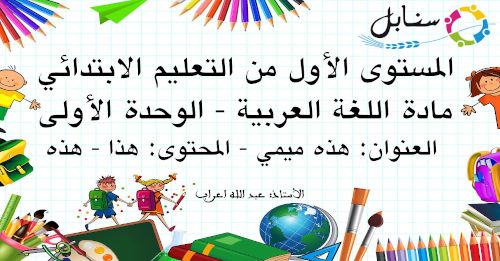 سنابل
المستوى الأول من التعليم الابتدائي
مادة اللغة العربية - الوحدة الأولى
العنوان: هذه ميمي - المحتوى: هذا - هذه
الأستاذ: عبد الله اعراب